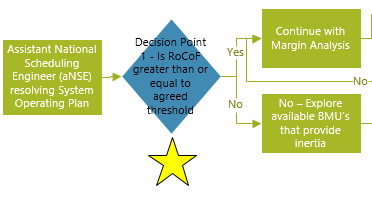 Assistant National
Scheduling
Engineer (aNSE)
resolving System
Operating Plan
Decision Point
1 - Is RoCoF
greater than or
equal to
agreed
threshold
Yes
Continue with
Margin Analysis
No
No
No – Explore
available BMU's
that provide
inertia